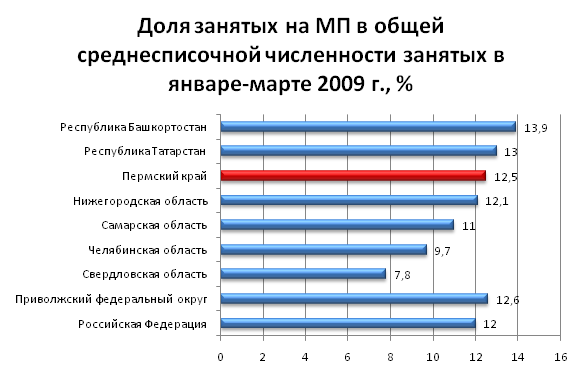 Доля занятых на МП в общей
среднесписочной численности занятых в
январе-марте 2009 г., %
Республика Башкортостан 13,9
Республика Татарстан 13
Пермский край 12,5
Нижегородская область 12,1
Самарская область 11
Челябинская область 9,7
Свердловская область 7,8
Приволжский федеральный округ 12,6
Российская Федерация 12
0 2 4 6 8 10 12 14 16